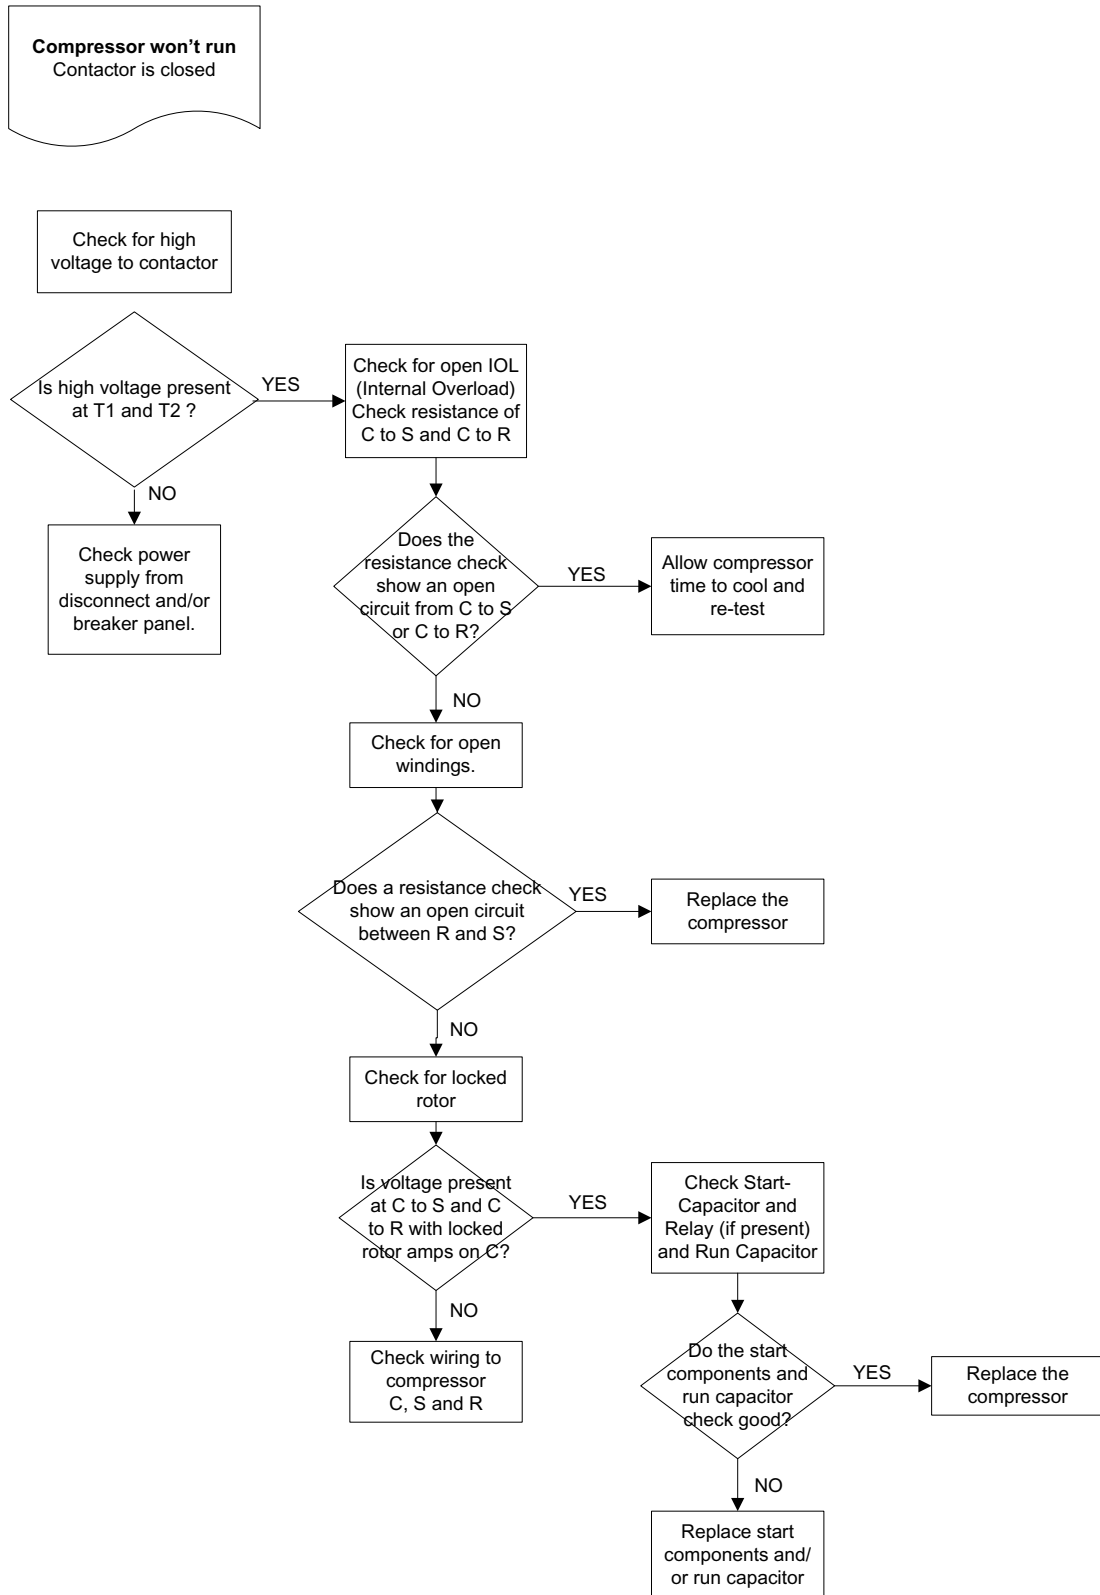 Compressor won't run
Contactor is closed
Check for high
voltage to contactor
Is high voltage present
at T1 and T2 ?
YES
NO
Check power
supply from
disconnect and/or
breaker panel.
Check for open IOL
(Internal Overload)
Check resistance of
C to S and C to R
Does the
resistance check
show an open
circuit from C to S
or C to R?
YES
Allow compressor
time to cool and
re-test
NO
Check for open
windings.
Does a resistance check
show an open circuit
between R and S?
YES
Replace the
compressor
NO
Check for locked
rotor
Is voltage present
at C to S and C
to R with locked
rotor amps on C?
YES
NO
Check wiring to
compressor
C, S and R
Check Start-
Capacitor and
Relay (if present)
and Run Capacitor
Do the start
components and
run capacitor
check good?
YES
Replace the
compressor
NO
Replace start
components and/
or run capacitor